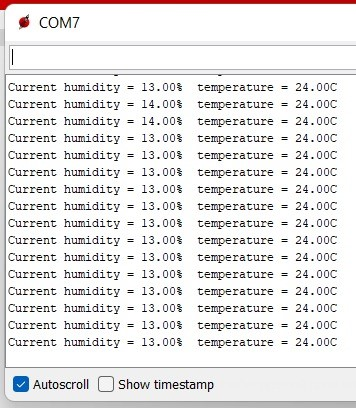 COM7
Current humidity = 13.00%  temperature = 24.00C
Current humidity = 14.00%  temperature = 24.00C
Current humidity = 14.00%  temperature = 24.00C
Current humidity = 13.00%  temperature = 24.00C
Current humidity = 13.00%  temperature = 24.00C
Current humidity = 13.00%  temperature = 24.00C
Current humidity = 13.00%  temperature = 24.00C
Current humidity = 13.00%  temperature = 24.00C
Current humidity = 13.00%  temperature = 24.00C
Current humidity = 13.00%  temperature = 24.00C
Current humidity = 13.00%  temperature = 24.00C
Current humidity = 13.00%  temperature = 24.00C
Current humidity = 13.00%  temperature = 24.00C
Current humidity = 13.00%  temperature = 24.00C
Current humidity = 13.00%  temperature = 24.00C
Current humidity = 13.00%  temperature = 24.00C
Autoscroll Show timestamp